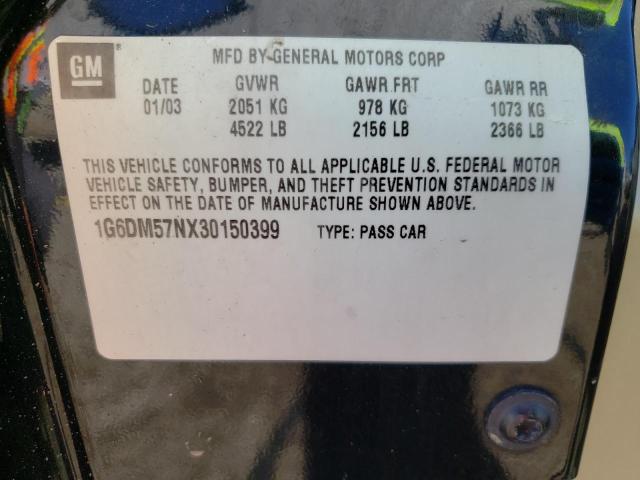 GM ® MFD BY GENERAL MOTORS CORP
DATE GVWR GAWR FRT GAWR RR
01/03 2051 KG 978 KG 1073 KG
4522 LB 2156 LB 2366 LB
THIS VEHICLE CONFORMS TO ALL APPLICABLE U.S. FEDERAL MOTOR
VEHICLE SAFETY, BUMPER, AND THEFT PREVENTION STANDARDS IN
EFFECT ON THE DATE OF MANUFACTURE SHOWN ABOVE.
1G6DM57NX30150399 TYPE: PASS CAR